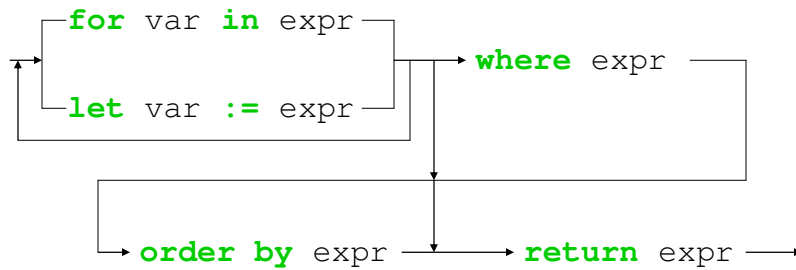 for var in expr
where expr
let var := expr
order by expr
return expr